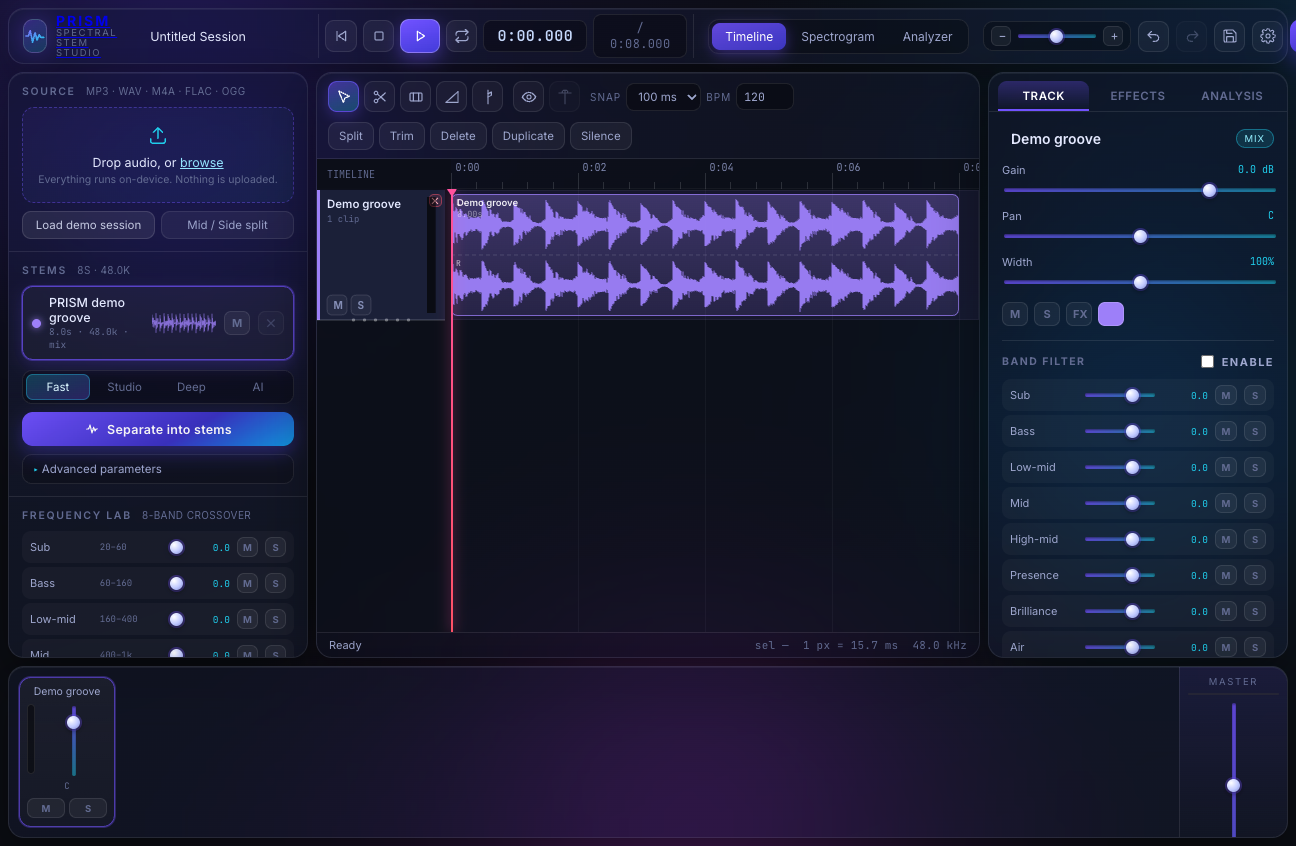 PRISM
SPECTRAL
STEM
STUDIO
Untitled Session
0:00.000
/
0:08.000
Timeline
Spectrogram
Analyzer
SOURCE MP3 · WAV · M4A · FLAC · OGG
Drop audio, or browse
Everything runs on-device. Nothing is uploaded.
Load demo session
Mid / Side split
STEMS 8S · 48.0K
PRISM demo
groove
8.0s · 48.0k ·
mix
M
Fast
Studio
Deep
AI
Separate into stems
Advanced parameters
FREQUENCY LAB 8-BAND CROSSOVER
Sub 20–60 0.0 M S
Bass 60–160 0.0 M S
Low-mid 160–400 0.0 M S
Mid 400–1k 0.0 M S
SNAP 100 ms BPM 120
Split
Trim
Delete
Duplicate
Silence
TIMELINE
0:00
0:02
0:04
0:06
Demo groove
1 clip
M S
Demo groove
R
Ready
sel — 1 px = 15.7 ms 48.0 kHz
TRACK
EFFECTS
ANALYSIS
Demo groove MIX
Gain 0.0 dB
Pan C
Width 100%
M S FX
BAND FILTER ENABLE
Sub 0.0 M S
Bass 0.0 M S
Low-mid 0.0 M S
Mid 0.0 M S
High-mid 0.0 M S
Presence 0.0 M S
Brilliance 0.0 M S
Air 0.0 M S
Demo groove
C
M S
MASTER